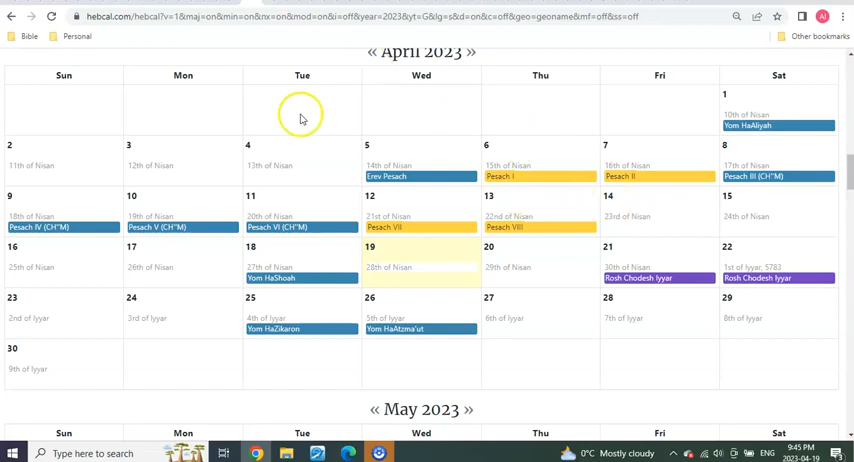 hebcal.com/hebcal?v=1&maj=on&min=on&nx=on&mod=on&i=off&year=2023&yt=G&lg=s&d=on&c=off&geo=geoname&mf=off&ss=off
AI
Bible
Personal
Other bookmarks
« April 2023 »
Sun Mon Tue Wed Thu Fri Sat
1
10th of Nisan
Yom HaAliyah
2 3 4 5 6 7 8
11th of Nisan 12th of Nisan 13th of Nisan 14th of Nisan 15th of Nisan 16th of Nisan 17th of Nisan
Erev Pesach Pesach I Pesach II Pesach III (CH"M)
9 10 11 12 13 14 15
18th of Nisan 19th of Nisan 20th of Nisan 21st of Nisan 22nd of Nisan 23rd of Nisan 24th of Nisan
Pesach IV (CH"M) Pesach V (CH"M) Pesach VI (CH"M) Pesach VII Pesach VIII
16 17 18 19 20 21 22
25th of Nisan 26th of Nisan 27th of Nisan 28th of Nisan 29th of Nisan 30th of Nisan 1st of Iyyar, 5783
Yom HaShoah Rosh Chodesh Iyyar Rosh Chodesh Iyyar
23 24 25 26 27 28 29
2nd of Iyyar 3rd of Iyyar 4th of Iyyar 5th of Iyyar 6th of Iyyar 7th of Iyyar 8th of Iyyar
Yom HaZikaron Yom HaAtzma'ut
30
9th of Iyyar
« May 2023 »
Sun Mon Tue Wed Thu Fri Sat
Type here to search
0°C Mostly cloudy
ENG
9:45 PM
2023-04-19
3